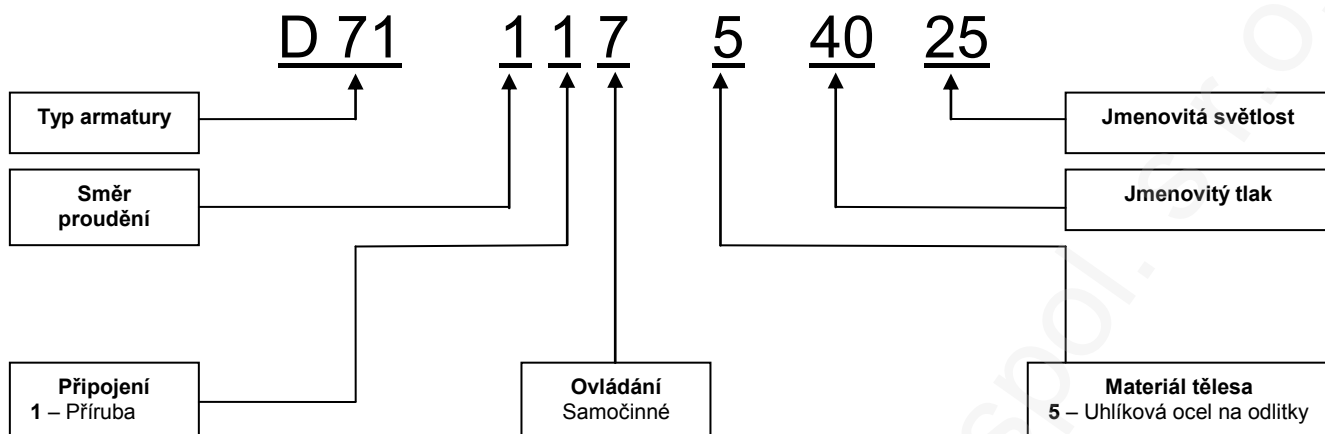 D 71 1 1 7 5 40 25
Typ armatury
Jmenovitá světlost
Směr
proudění
Jmenovitý tlak
Připojení
1 – Příruba
Ovládání
Samočinné
Materiál tělesa
5 – Uhlíková ocel na odlitky
spol. s r.o.